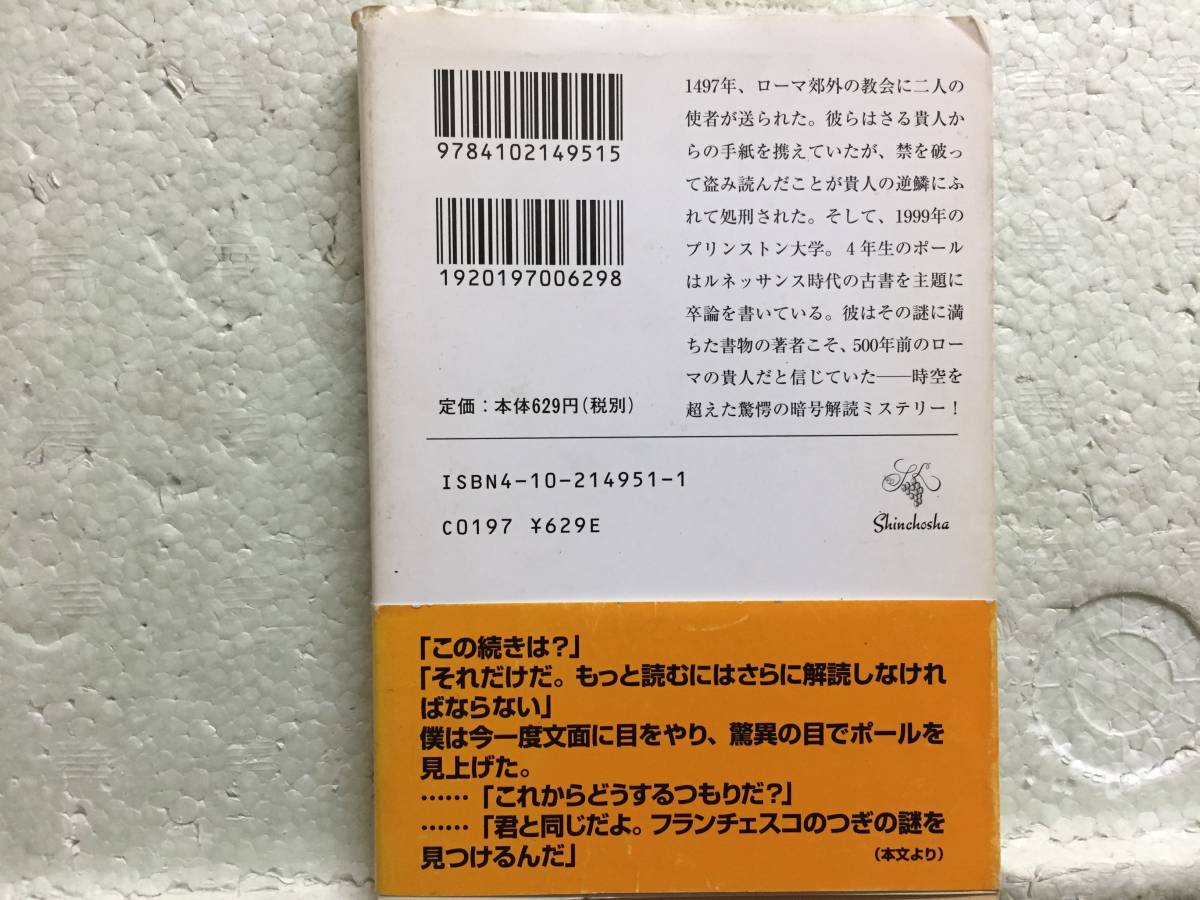 9784102149515
1920197006298
定価：本体629円（税別）
1497年、ローマ郊外の教会に二人の
使者が送られた。彼らはさる貴人か
らの手紙を携えていたが、禁を破っ
て盗み読んだことが貴人の逆鱗にふ
れて処刑された。そして、1999年の
プリンストン大学。4年生のポール
はルネッサンス時代の古書を主題に
卒論を書いている。彼はその謎に満
ちた書物の著者こそ、500年前のロー
マの貴人だと信じていた――時空を
超えた驚愕の暗号解読ミステリー！
ISBN4-10-214951-1
C0197 ¥629E
Shinchosha
「この続きは？」
「それだけだ。もっと読むにはさらに解読しなけれ
ばならない」
僕は今一度文面に目をやり、驚異の目でポールを
見上げた。
……「これからどうするつもりだ？」
……「君と同じだよ。フランチェスコのつぎの謎を
見つけるんだ」
（本文より）